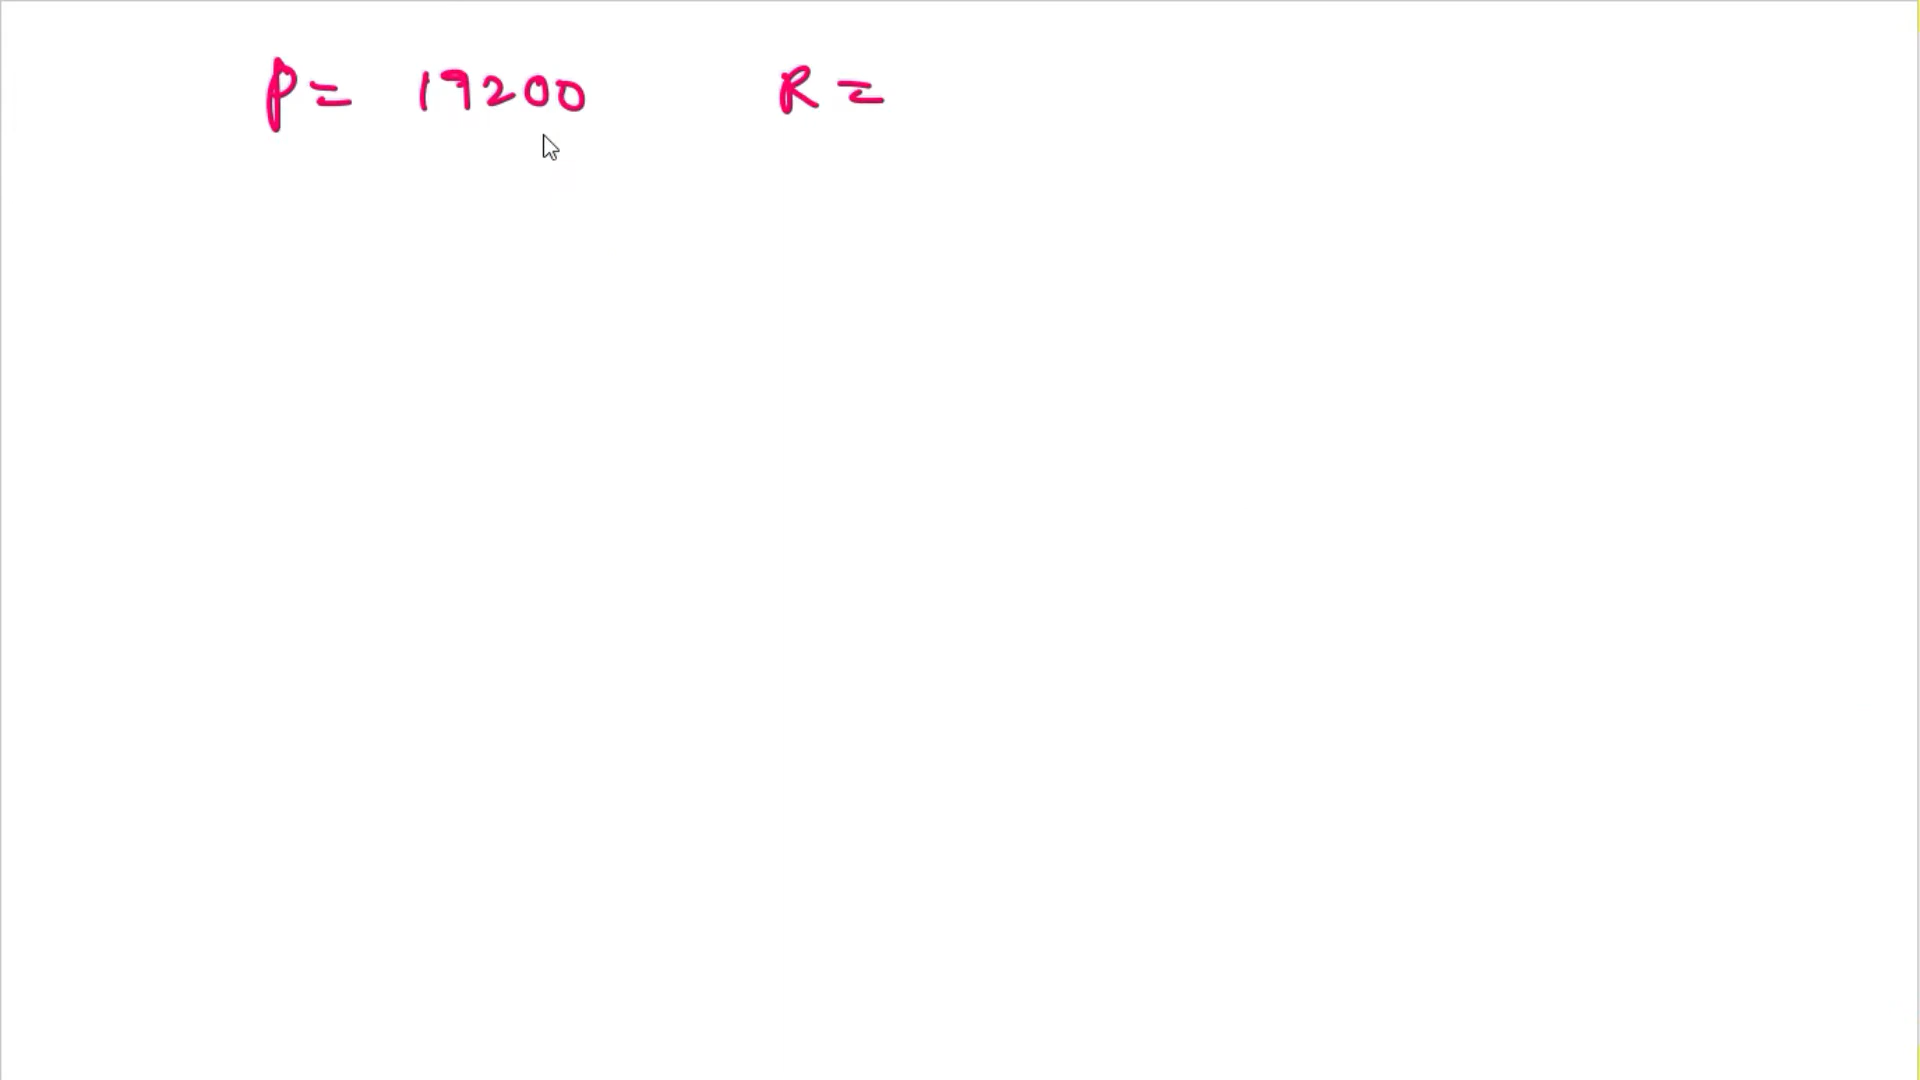 P = 19200 R =